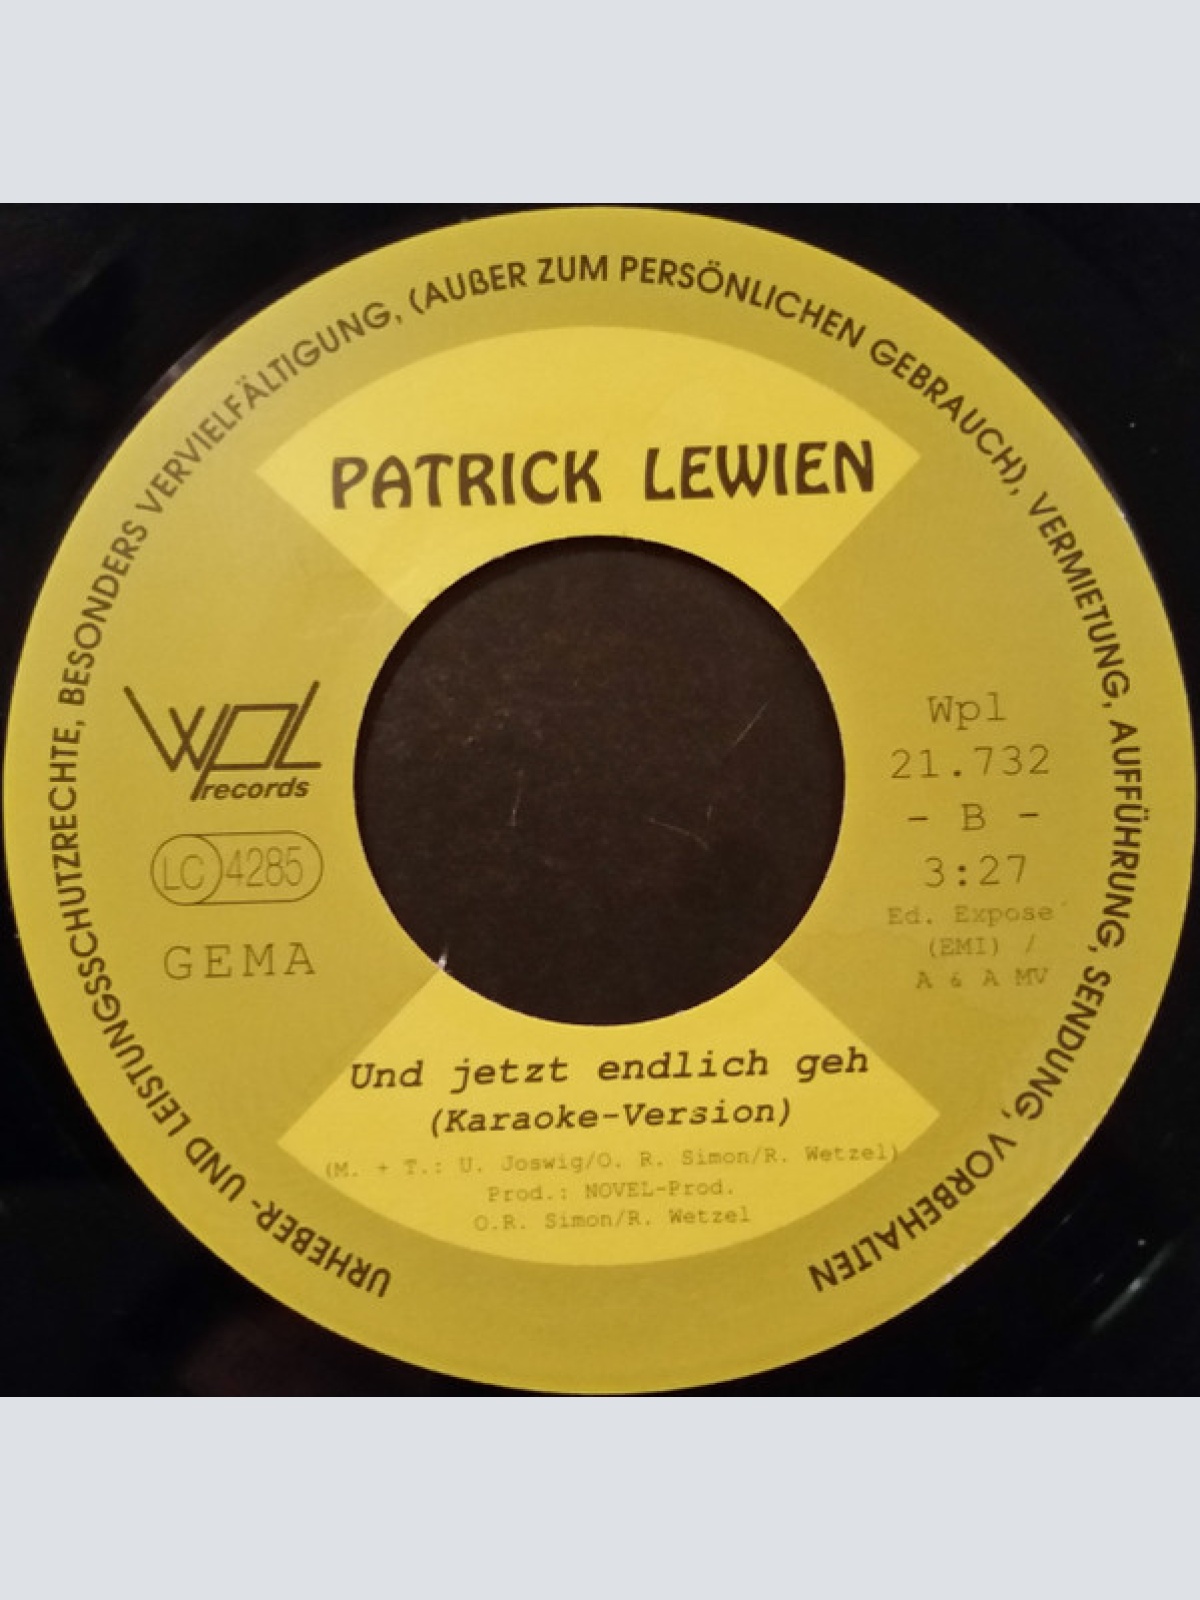 URHEBER- UND LEISTUNGSSCHUTZRECHTE, BESONDERS VERVIELFÄLTIGUNG, (AUßER ZUM PERSÖNLICHEN GEBRAUCH), VERMIETUNG, AUFFÜHRUNG, SENDUNG, VORBEHALTEN
PATRICK LEWIEN
wpl
records
LC 4285
GEMA
Wpl
21.732
- B -
3:27
Ed. Expose´
(EMI) /
A & A MV
Und jetzt endlich geh
(Karaoke-Version)
(M. + T.: U. Joswig/O. R. Simon/R. Wetzel)
Prod.: NOVEL-Prod.
O.R. Simon/R. Wetzel